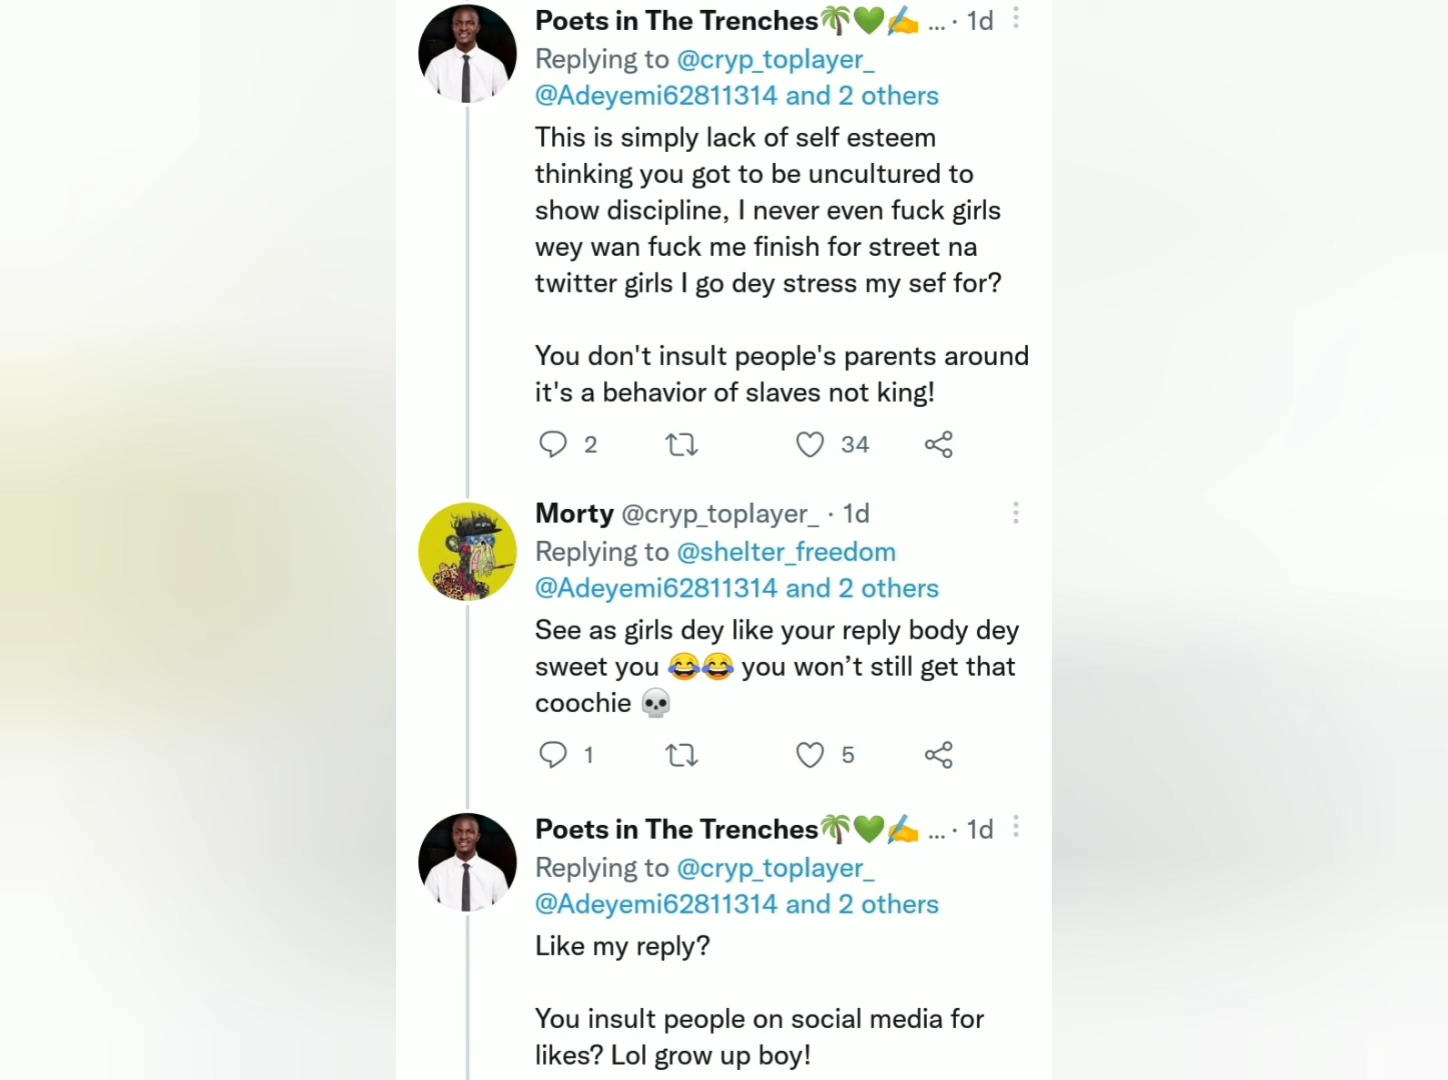 Poets in The Trenches🌴💚✍️ ... · 1d
Replying to @cryp_toplayer_
@Adeyemi62811314 and 2 others
This is simply lack of self esteem
thinking you got to be uncultured to
show discipline, I never even fuck girls
wey wan fuck me finish for street na
twitter girls I go dey stress my sef for?
You don't insult people's parents around
it's a behavior of slaves not king!
2 34
Morty @cryp_toplayer_ · 1d
Replying to @shelter_freedom
@Adeyemi62811314 and 2 others
See as girls dey like your reply body dey
sweet you 😂😂 you won’t still get that
coochie 💀
1 5
Poets in The Trenches🌴💚✍️ ... · 1d
Replying to @cryp_toplayer_
@Adeyemi62811314 and 2 others
Like my reply?
You insult people on social media for
likes? Lol grow up boy!